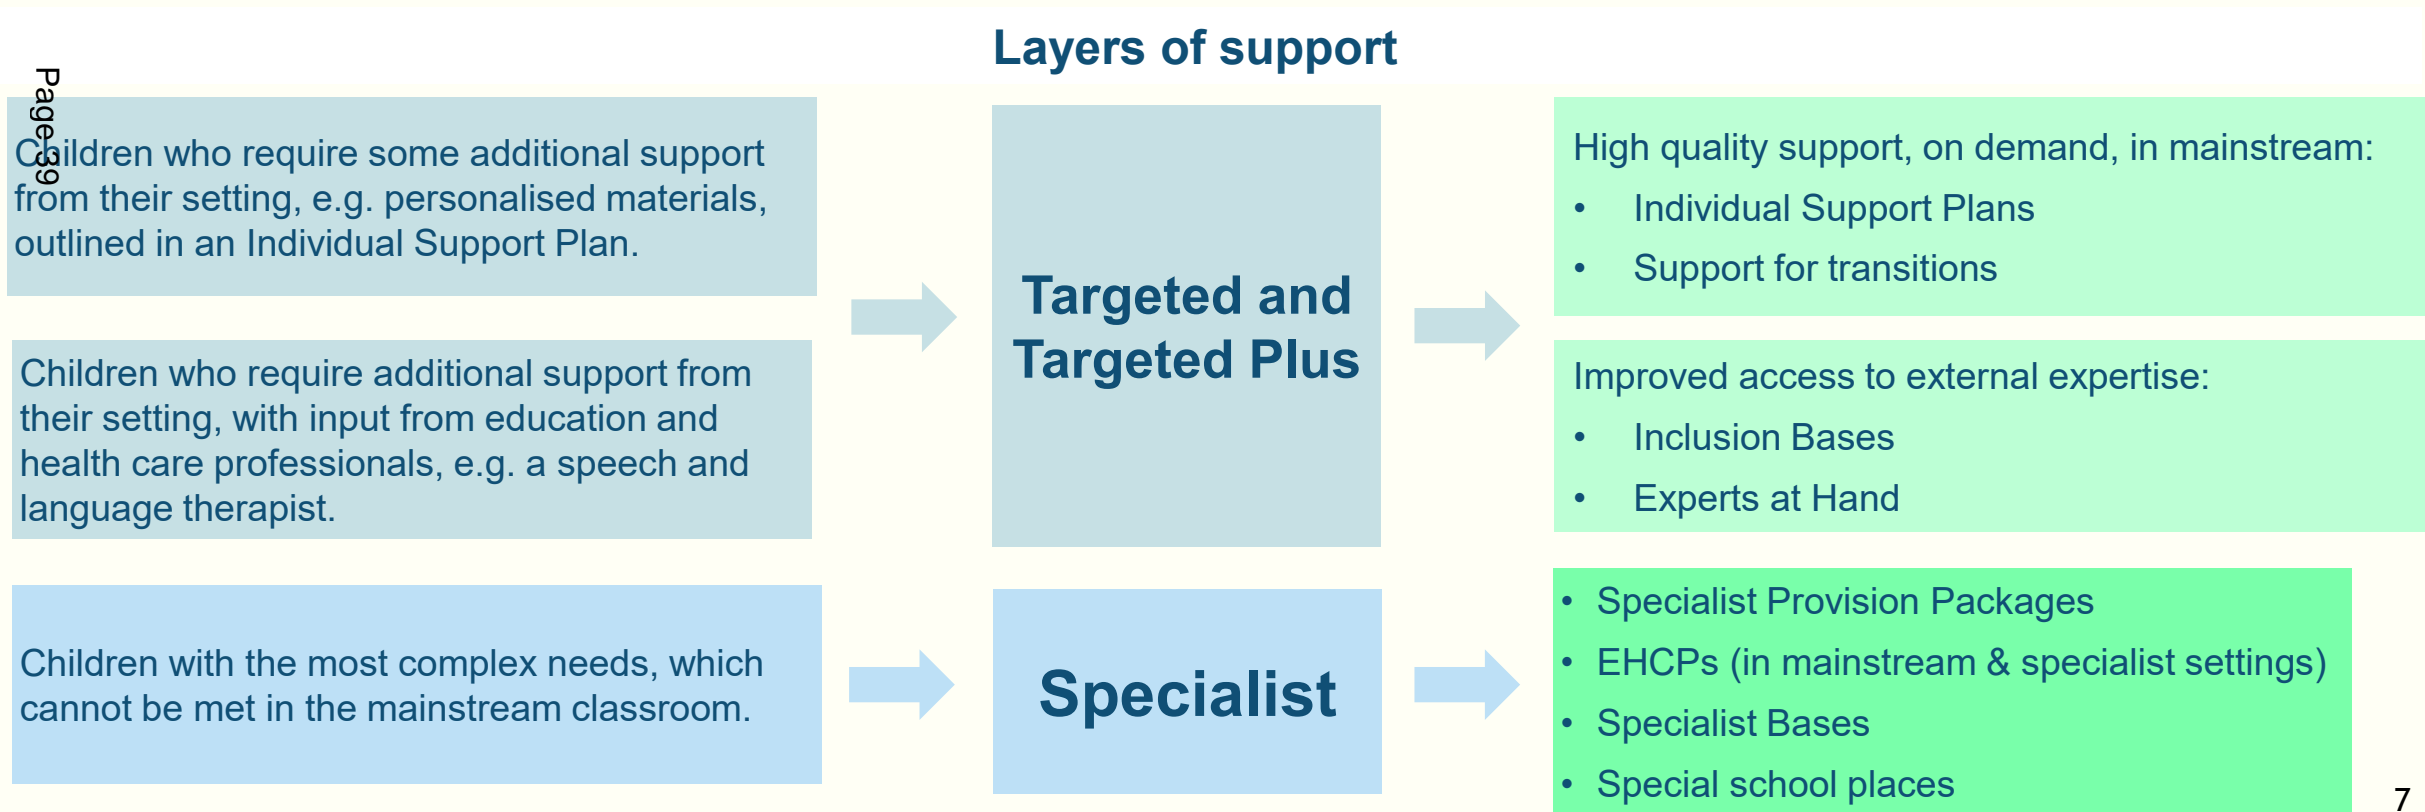 Layers of support
Page 39
Children who require some additional support
from their setting, e.g. personalised materials,
outlined in an Individual Support Plan.
Children who require additional support from
their setting, with input from education and
health care professionals, e.g. a speech and
language therapist.
Children with the most complex needs, which
cannot be met in the mainstream classroom.
Targeted and
Targeted Plus
Specialist
High quality support, on demand, in mainstream:
• Individual Support Plans
• Support for transitions
Improved access to external expertise:
• Inclusion Bases
• Experts at Hand
• Specialist Provision Packages
• EHCPs (in mainstream & specialist settings)
• Specialist Bases
• Special school places
7